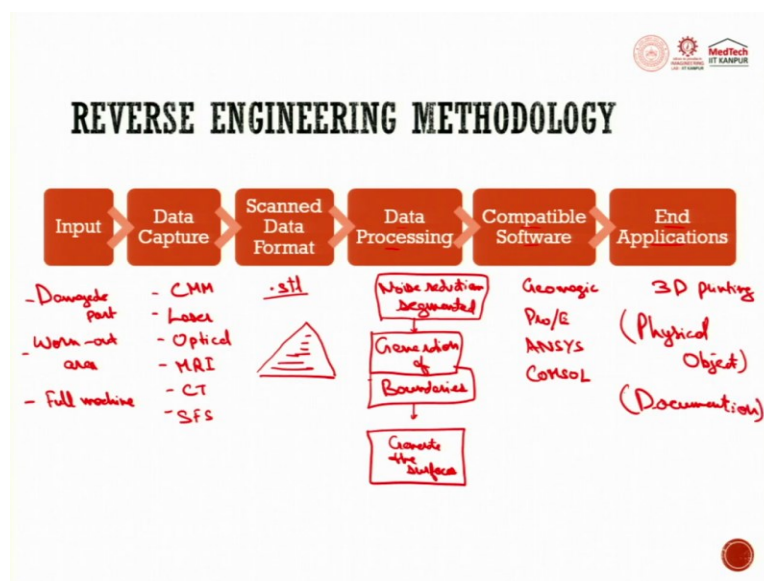 MedTech
IIT KANPUR
REVERSE ENGINEERING METHODOLOGY
Input
Data
Capture
Scanned
Data
Format
Data
Processing
Compatible
Software
End
Applications
- Damagede
part
- Worn-out
area
- Full machine
- CMM
- Laser
- Optical
- MRI
- CT
- SFS
.stl
Noise reduction
segmented
Generation
of
Boundaries
Generate
the
surface
Geomagic
Pro/E
ANSYS
COMSOL
3D printing
(Physical
Object)
(Documention)